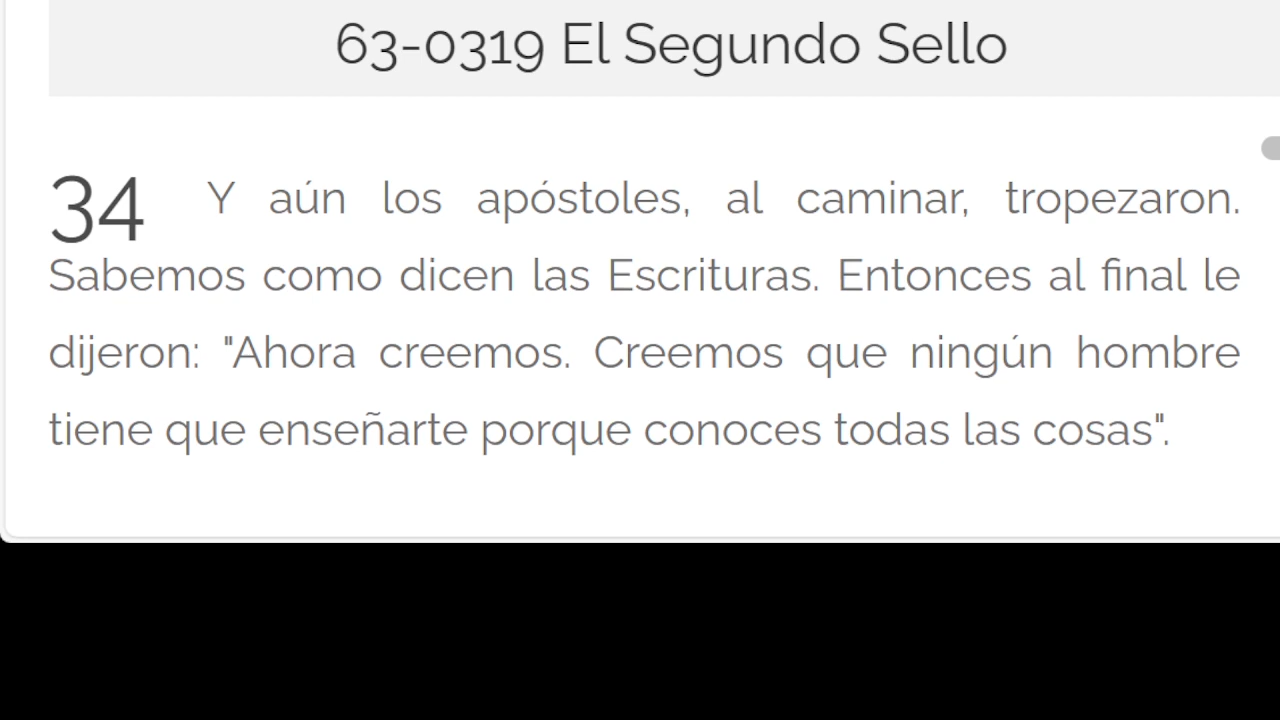 63-0319 El Segundo Sello
34 Y aún los apóstoles, al caminar, tropezaron.
Sabemos como dicen las Escrituras. Entonces al final le
dijeron: "Ahora creemos. Creemos que ningún hombre
tiene que enseñarte porque conoces todas las cosas".